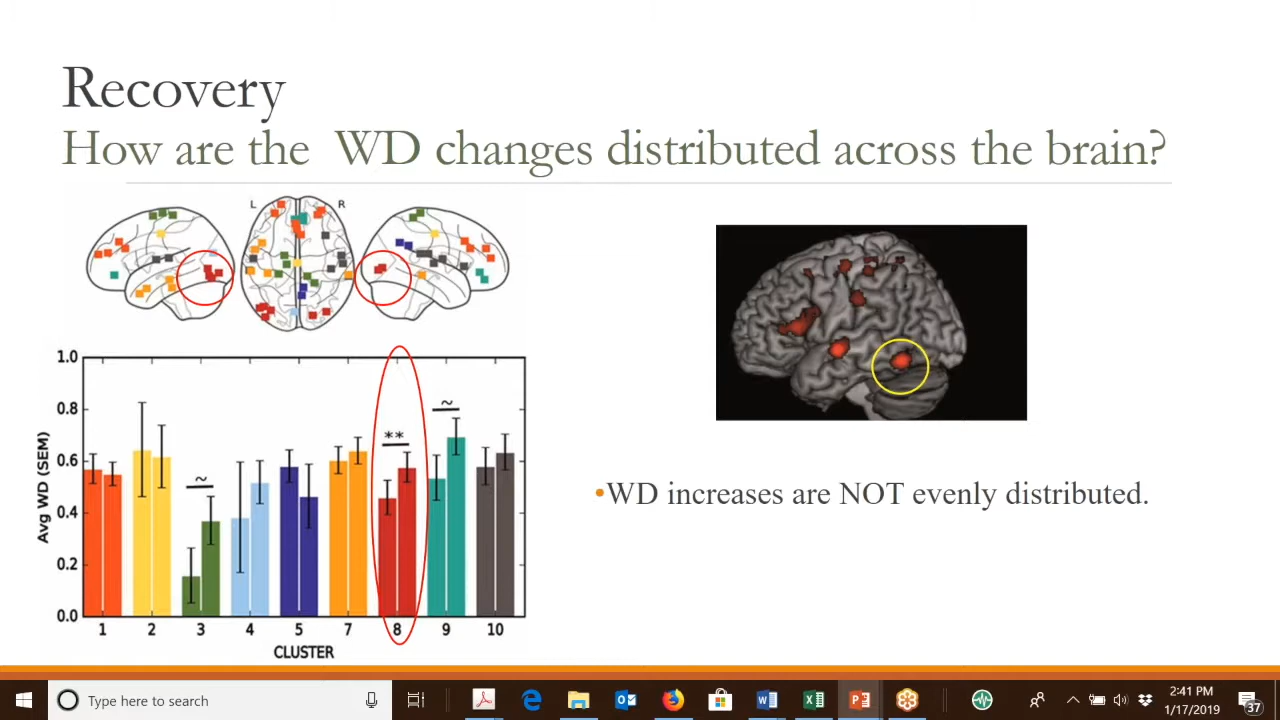 Recovery
How are the WD changes distributed across the brain?
L
R
1.0
0.8
0.6
0.4
0.2
0.0
Avg WD (SEM)
~
**
~
1 2 3 4 5 7 8 9 10
CLUSTER
•WD increases are NOT evenly distributed.
Type here to search
2:41 PM
1/17/2019
37